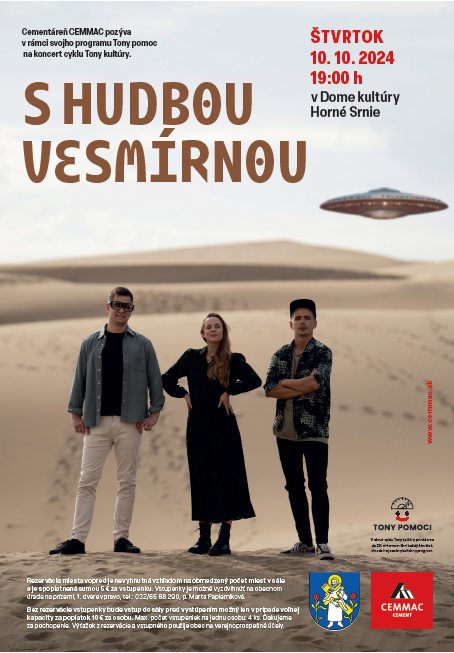 Cementáreň CEMMAC pozýva
v rámci svojho programu Tony pomoci
na koncert cyklu Tony kultúry.
ŠTVRTOK
10. 10. 2024
19:00 h
v Dome kultúry
Horné Srnie
S HUDBOU
VESMÍRNOU
www.cemmac.sk
TONY POMOCI
Rezervácia miesta vopred je nevyhnutná vzhľadom na obmedzený počet miest v sále
a je spoplatnená sumou 5 € za vstupenku. Vstupenky je možné vyzdvihnúť na obecnom
úrade na prízemí, 1. dvere vpravo, tel.: 032/65 88 290, p. Marta Papierniková.
Bez rezervácie vstupenky bude vstup do sály pred vystúpením možný len v prípade voľnej
kapacity za poplatok 10 € za osobu. Max. počet vstupeniek na jednu osobu: 4 ks. Ďakujeme
za pochopenie. Výťažok z rezervácie a vstupného použije obec na verejnoprospešné účely.
CEMMAC
CEMENT